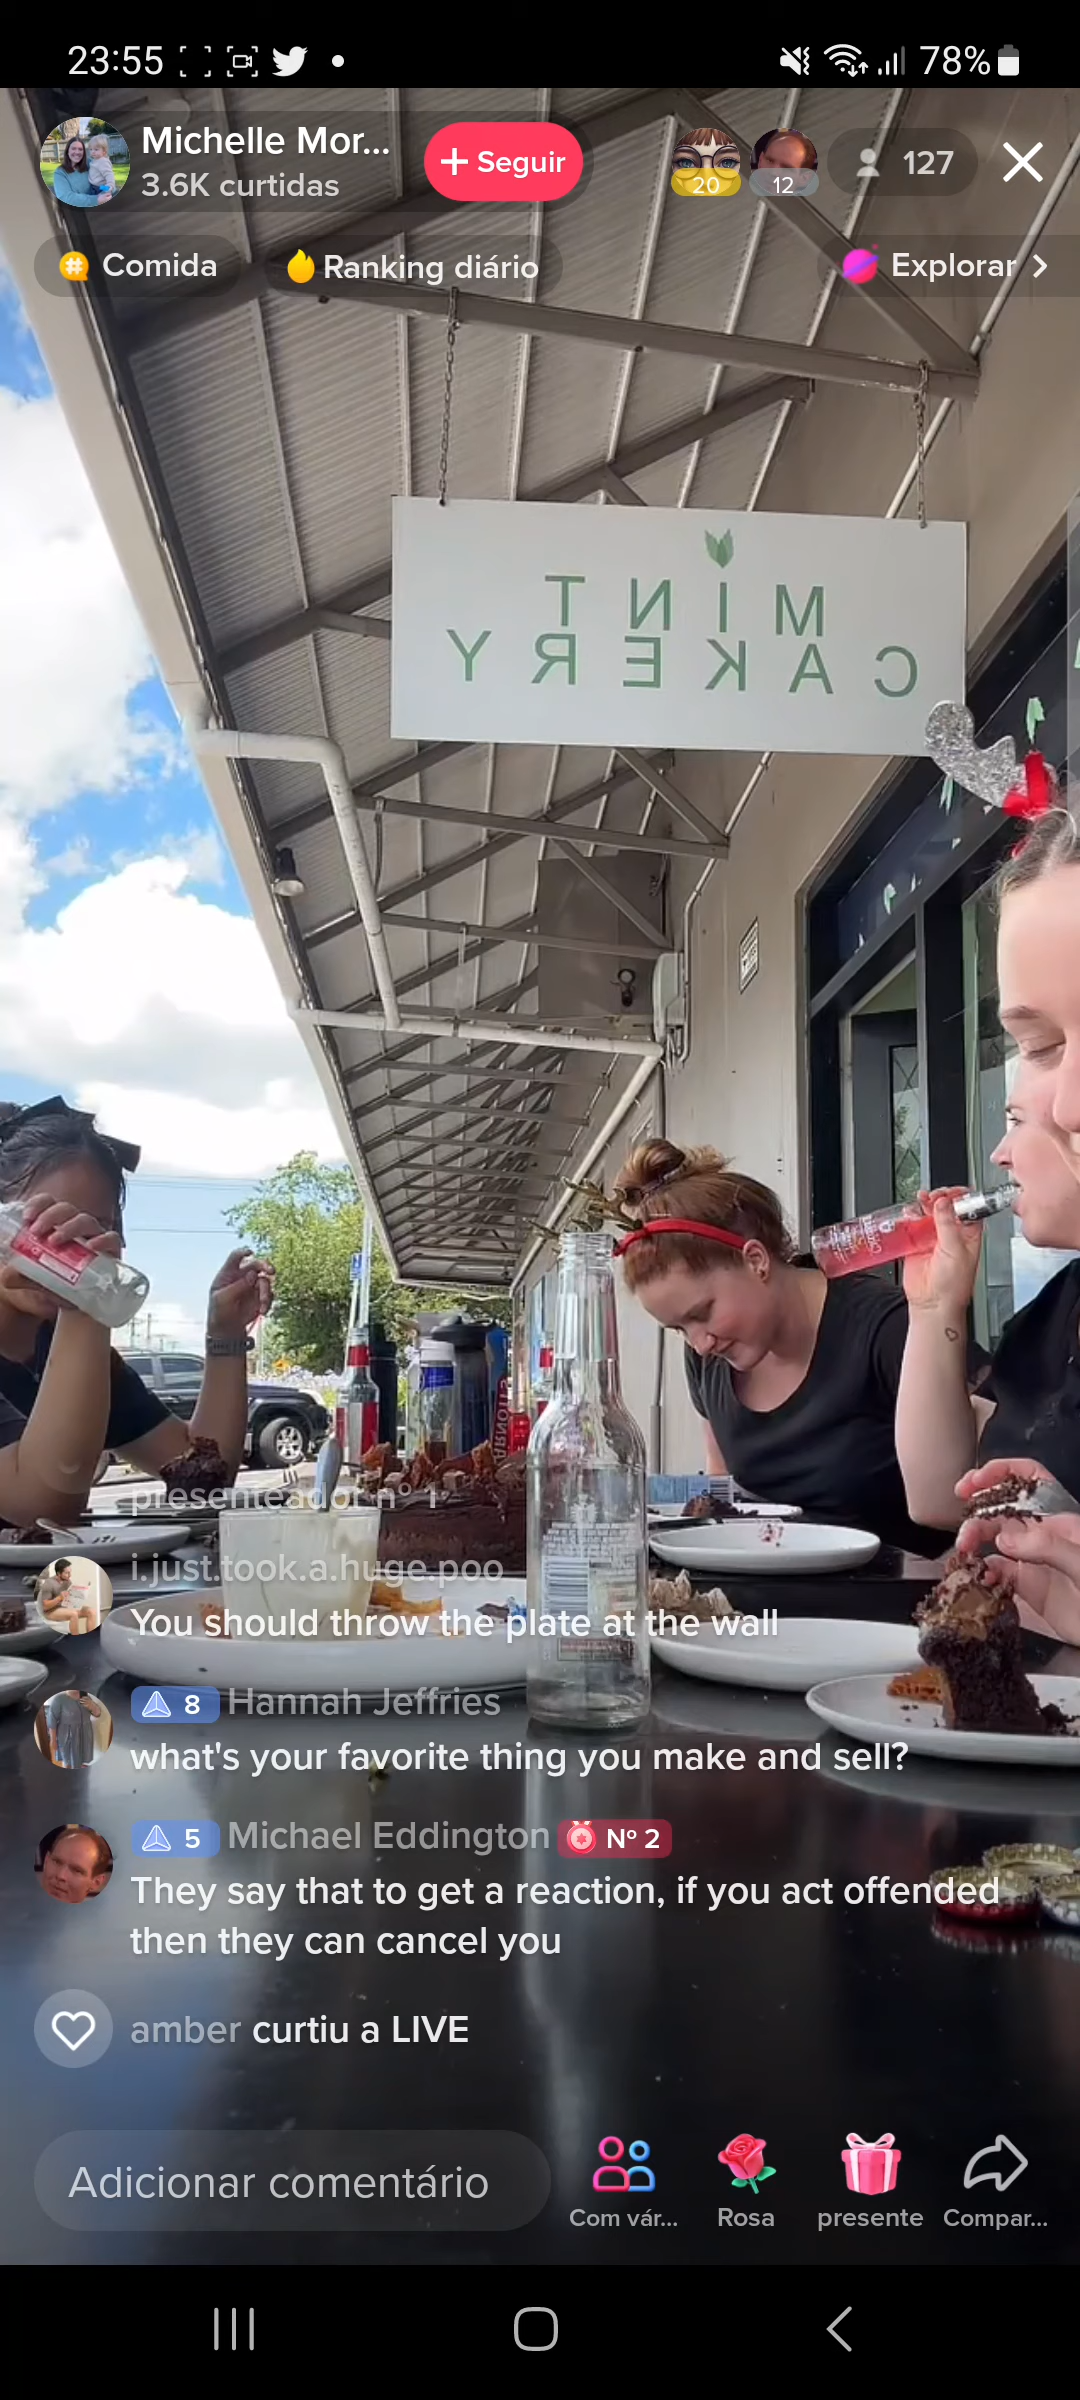 23:55
78%
Michelle Mor...
3.6K curtidas
+ Seguir
20
12
127
Comida
Ranking diário
Explorar
MINT
CAKERY
ARNOTTS
presenteador nº 1
i.just.took.a.huge.poo
You should throw the plate at the wall
8 Hannah Jeffries
what's your favorite thing you make and sell?
5 Michael Eddington Nº 2
They say that to get a reaction, if you act offended
then they can cancel you
amber curtiu a LIVE
Adicionar comentário
Com vár...
Rosa
presente
Compar...